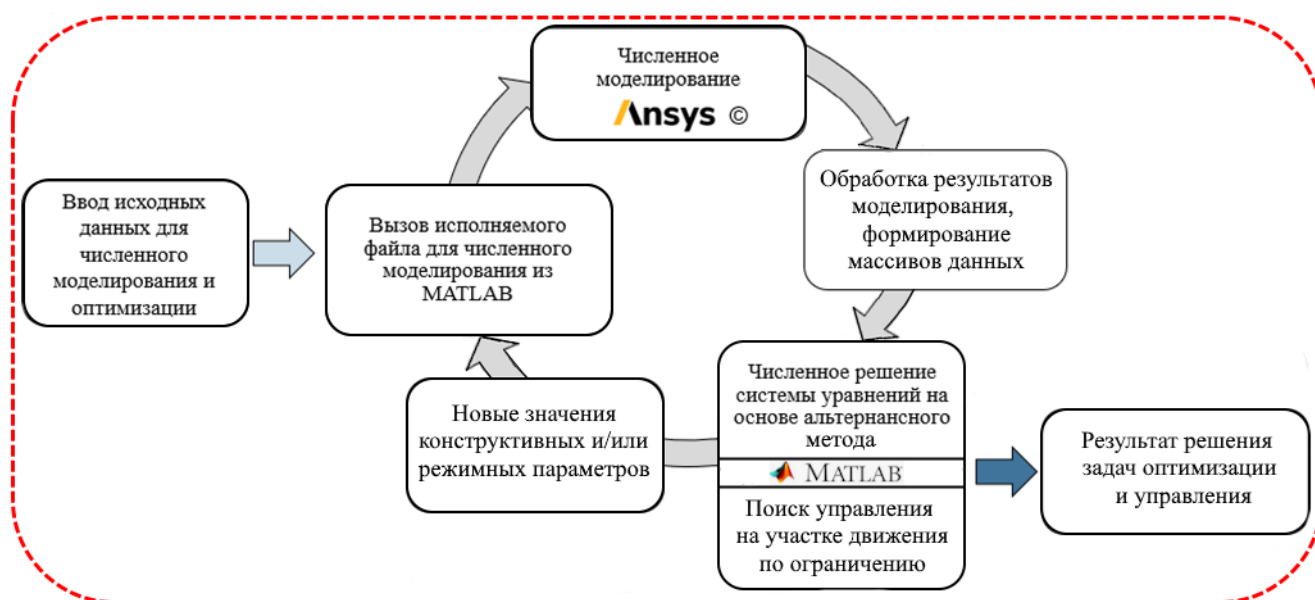 Численное
моделирование
Ansys ©
Ввод исходных
данных для
численного
моделирования и
оптимизации
Вызов исполняемого
файла для численного
моделирования из
MATLAB
Обработка результатов
моделирования,
формирование
массивов данных
Новые значения
конструктивных и/или
режимных параметров
Численное решение
системы уравнений на
основе альтернансного
метода
MATLAB
Поиск управления
на участке движения
по ограничению
Результат решения
задач оптимизации
и управления